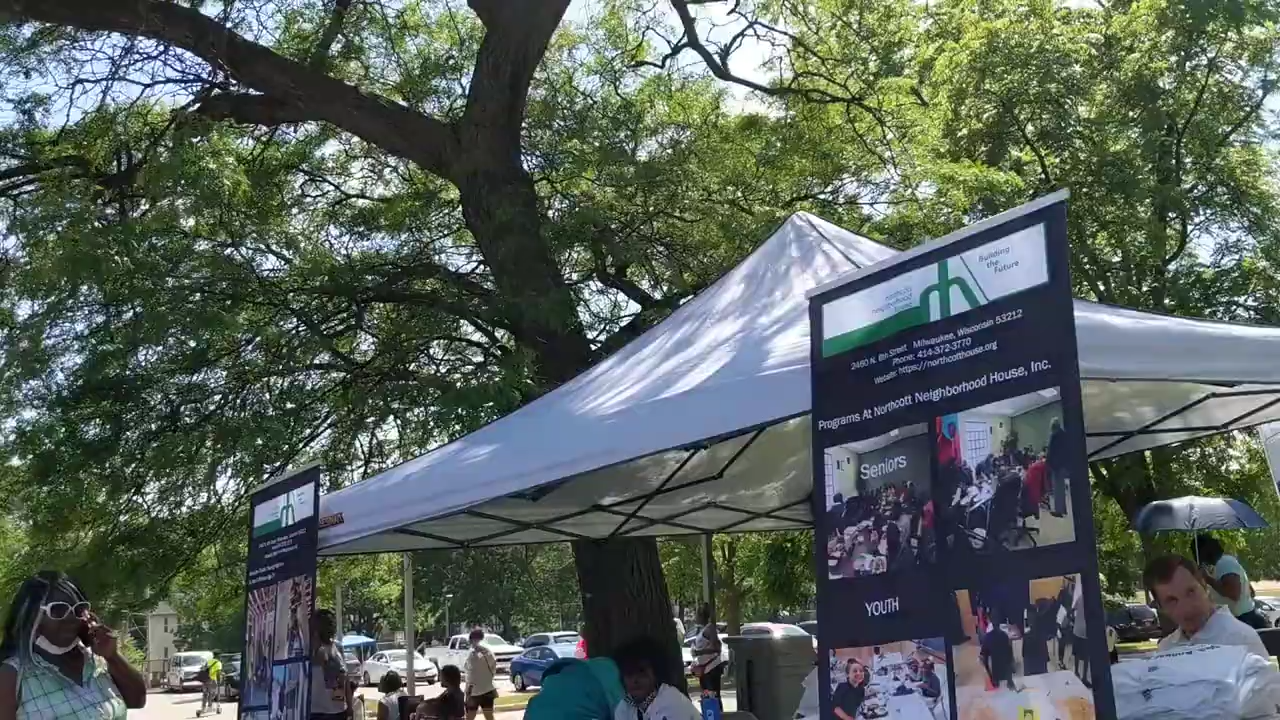 Building
the
Future
northcott
neighborhood
house
2460 N. 6th Street Milwaukee, Wisconsin 53212
Phone: 414-372-3770
Website: https://northcotthouse.org
Programs At Northcott Neighborhood House, Inc.
Seniors
YOUTH